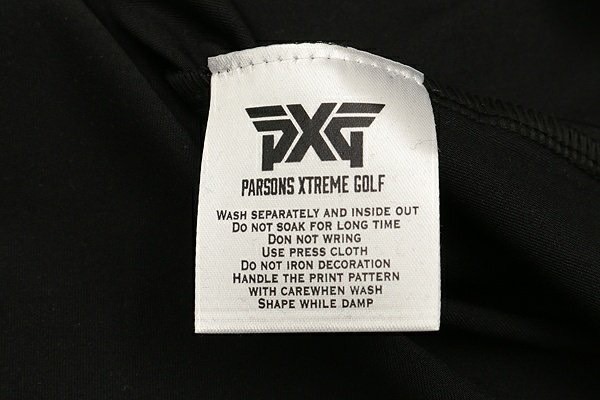 PXG
PARSONS XTREME GOLF
WASH SEPARATELY AND INSIDE OUT
DO NOT SOAK FOR LONG TIME
DON NOT WRING
USE PRESS CLOTH
DO NOT IRON DECORATION
HANDLE THE PRINT PATTERN
WITH CAREWHEN WASH
SHAPE WHILE DAMP